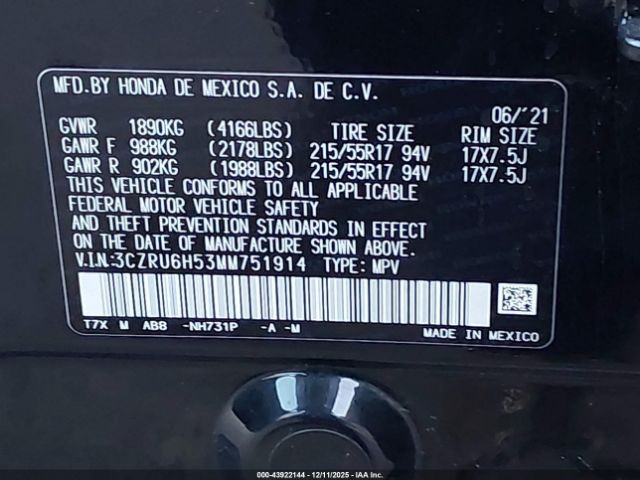 MFD.BY HONDA DE MEXICO S.A. DE C.V.
06/'21
GVWR 1890KG (4166LBS) TIRE SIZE RIM SIZE
GAWR F 988KG (2178LBS) 215/55R17 94V 17X7.5J
GAWR R 902KG (1988LBS) 215/55R17 94V 17X7.5J
THIS VEHICLE CONFORMS TO ALL APPLICABLE
FEDERAL MOTOR VEHICLE SAFETY
AND THEFT PREVENTION STANDARDS IN EFFECT
ON THE DATE OF MANUFACTURE SHOWN ABOVE.
V.I.N:3CZRU6H53MM751914 TYPE: MPV
T7X M AB8 -NH731P -A -M
MADE IN MEXICO
000-43922144 - 12/11/2025 - IAA, Inc.